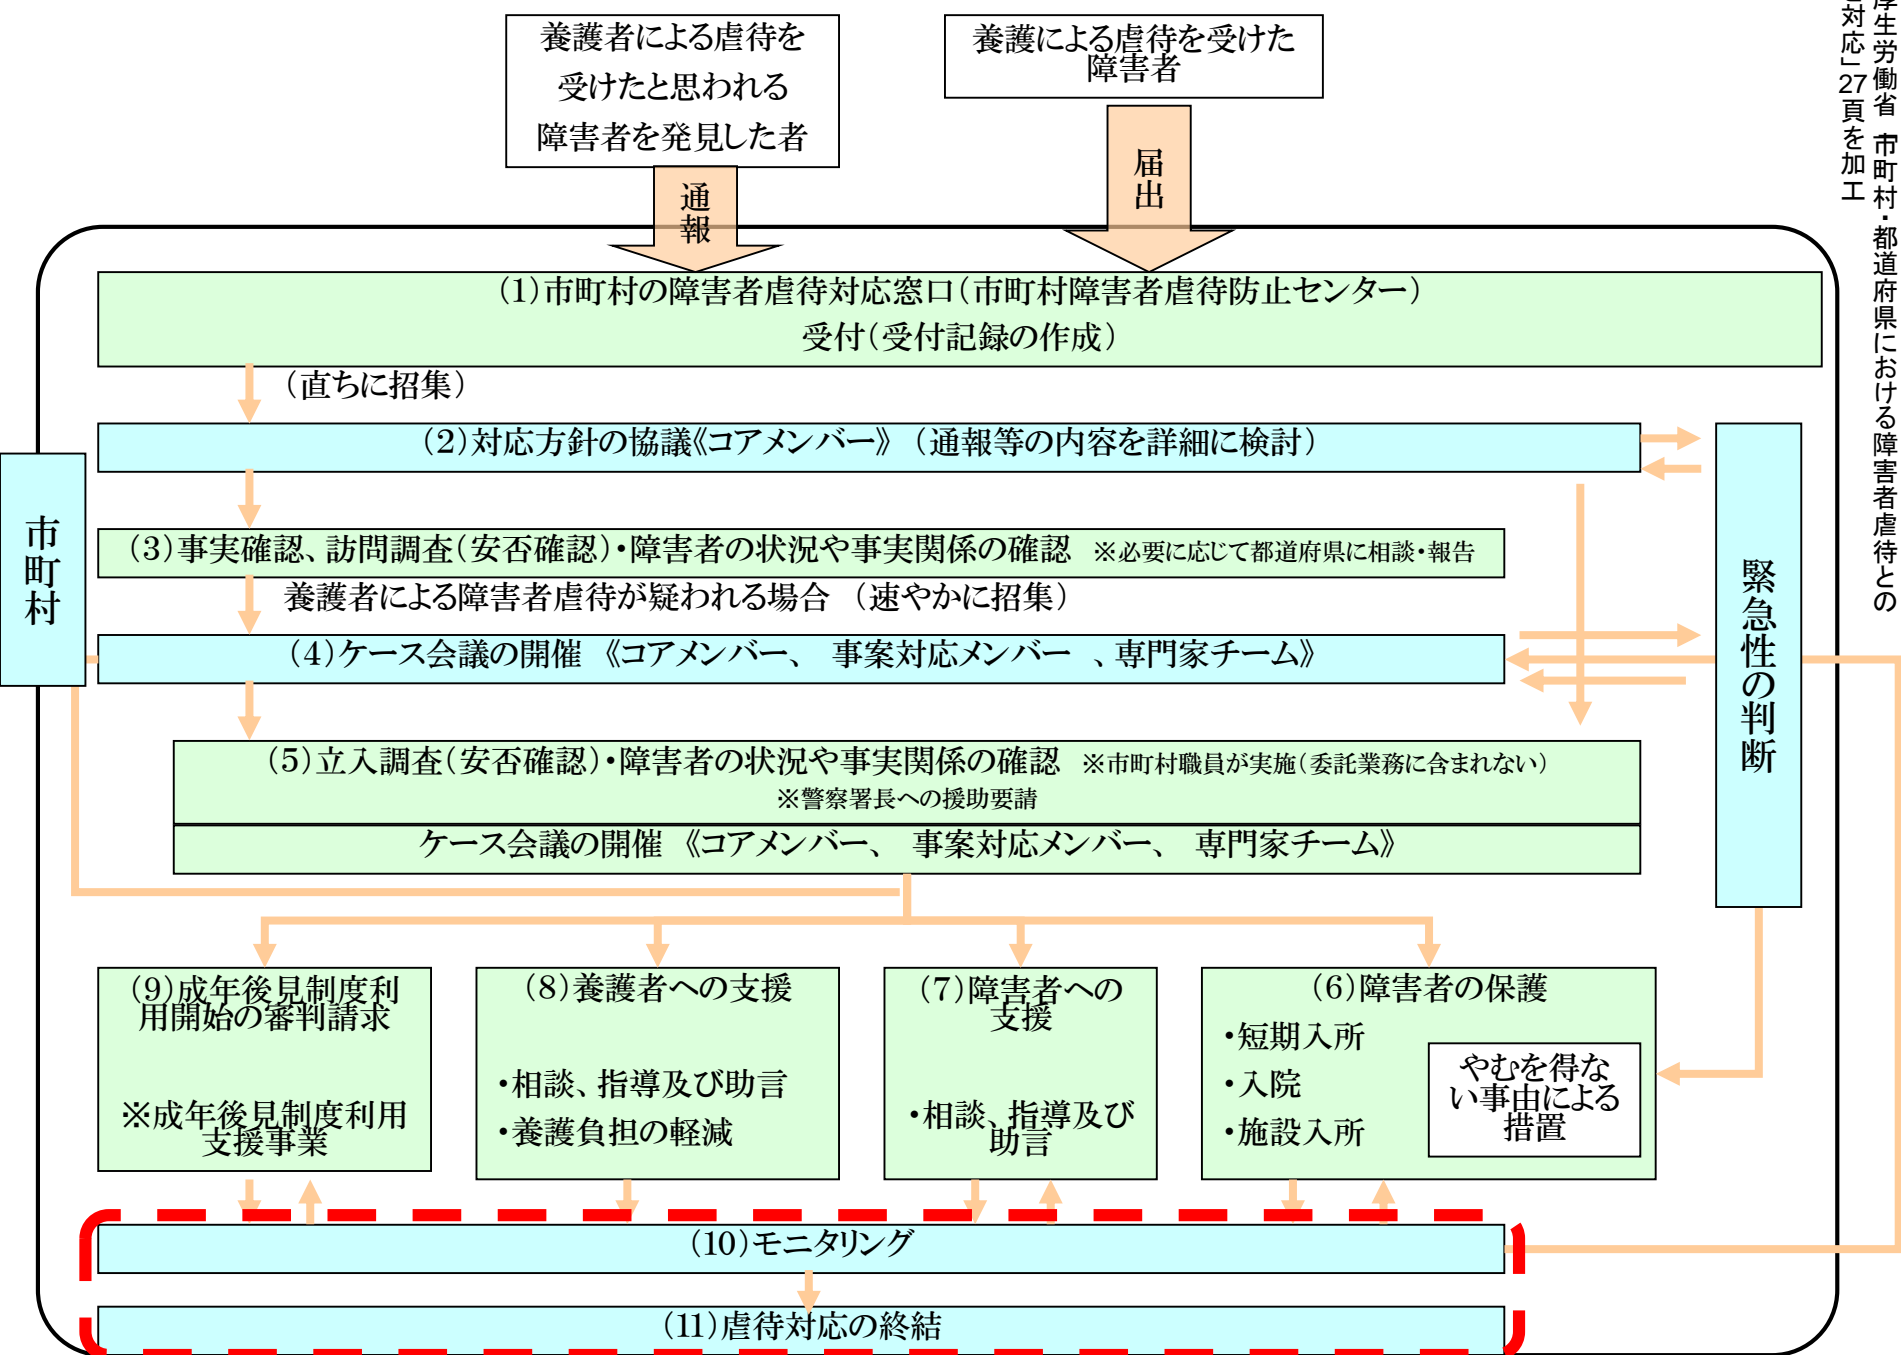 養護者による虐待を
受けたと思われる
障害者を発見した者
養護による虐待を受けた
障害者
通報
届出
厚生労働省「市町村・都道府県における障害者虐待との
対応」27頁を加工
(1)市町村の障害者虐待対応窓口(市町村障害者虐待防止センター)
受付(受付記録の作成)
(直ちに招集)
(2)対応方針の協議《コアメンバー》(通報等の内容を詳細に検討)
市町村
緊急性の判断
(3)事実確認、訪問調査(安否確認)・障害者の状況や事実関係の確認 ※必要に応じて都道府県に相談・報告
養護者による障害者虐待が疑われる場合 (速やかに招集)
(4)ケース会議の開催 《コアメンバー、 事案対応メンバー 、専門家チーム》
(5)立入調査(安否確認)・障害者の状況や事実関係の確認 ※市町村職員が実施(委託業務に含まれない)
※警察署長への援助要請
ケース会議の開催 《コアメンバー、 事案対応メンバー、 専門家チーム》
(9)成年後見制度利
用開始の審判請求
※成年後見制度利用
支援事業
(8)養護者への支援
・相談、指導及び助言
・養護負担の軽減
(7)障害者への
支援
・相談、指導及び
助言
(6)障害者の保護
・短期入所
・入院
・施設入所
やむを得な
い事由による
措置
(10)モニタリング
(11)虐待対応の終結